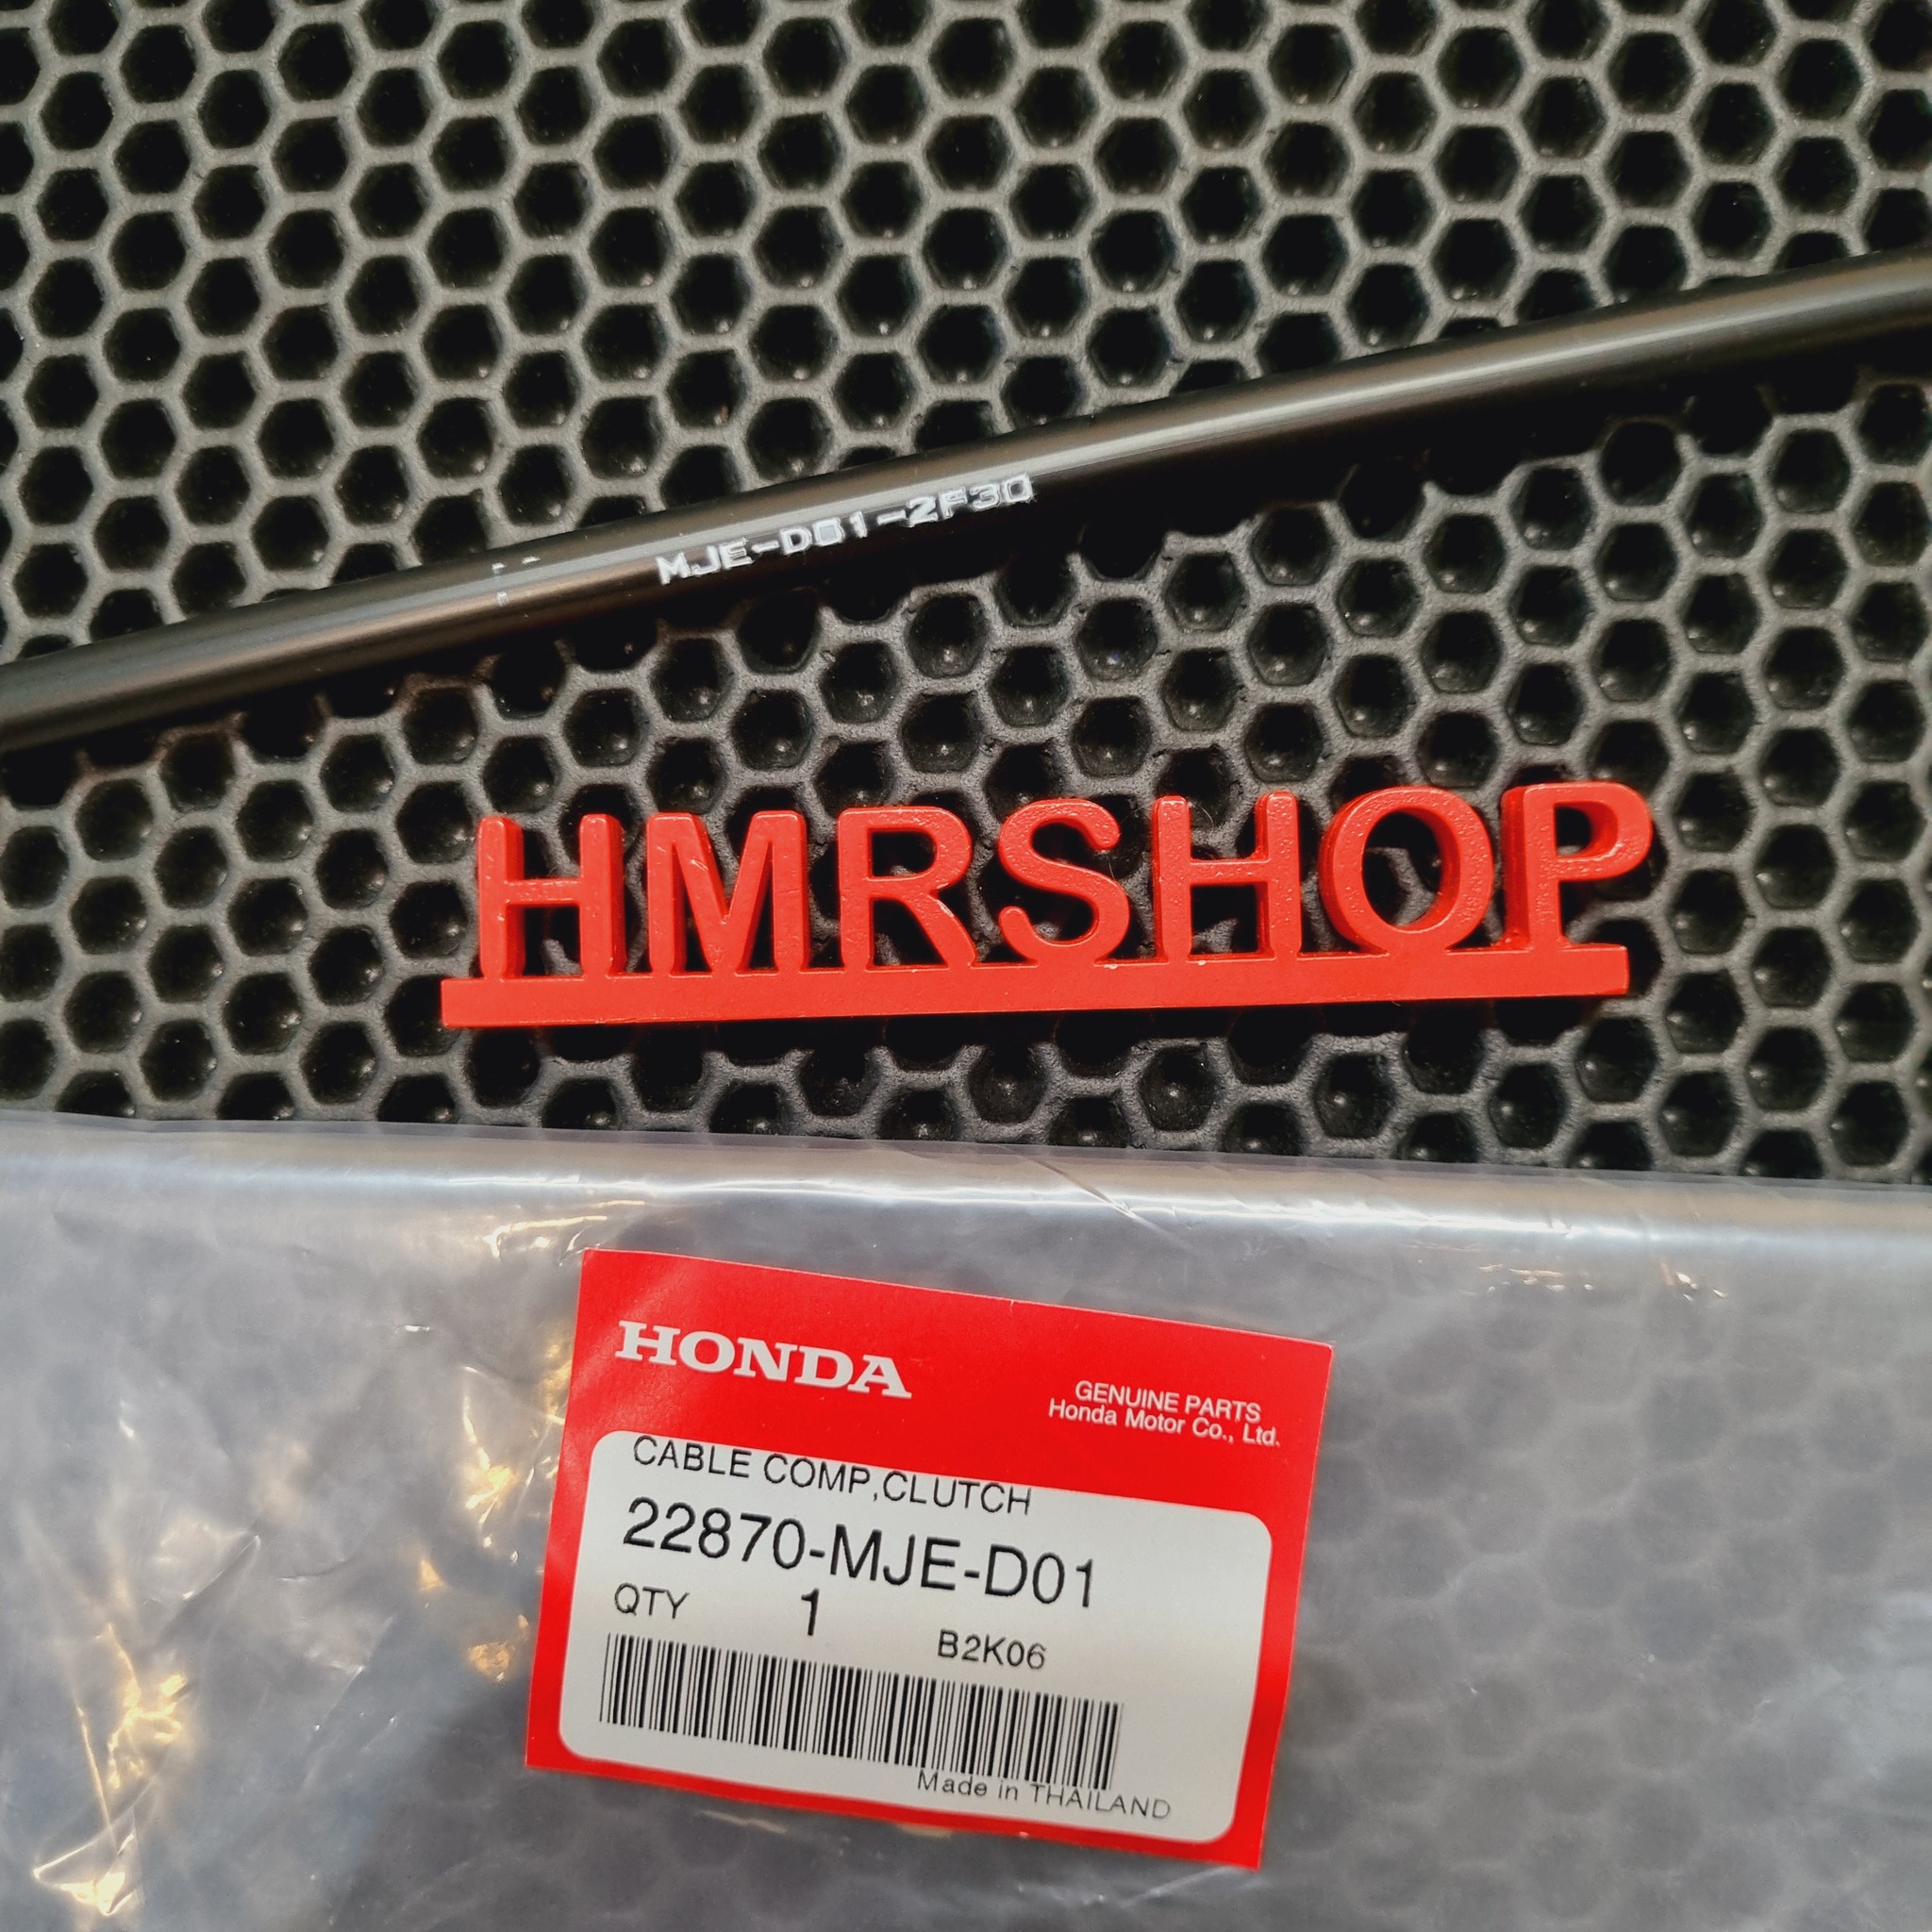 MJE-D01-2F30
HMRSHOP
HONDA
GENUINE PARTS
Honda Motor Co., Ltd.
CABLE COMP,CLUTCH
22870-MJE-D01
QTY 1
B2K06
Made in THAILAND